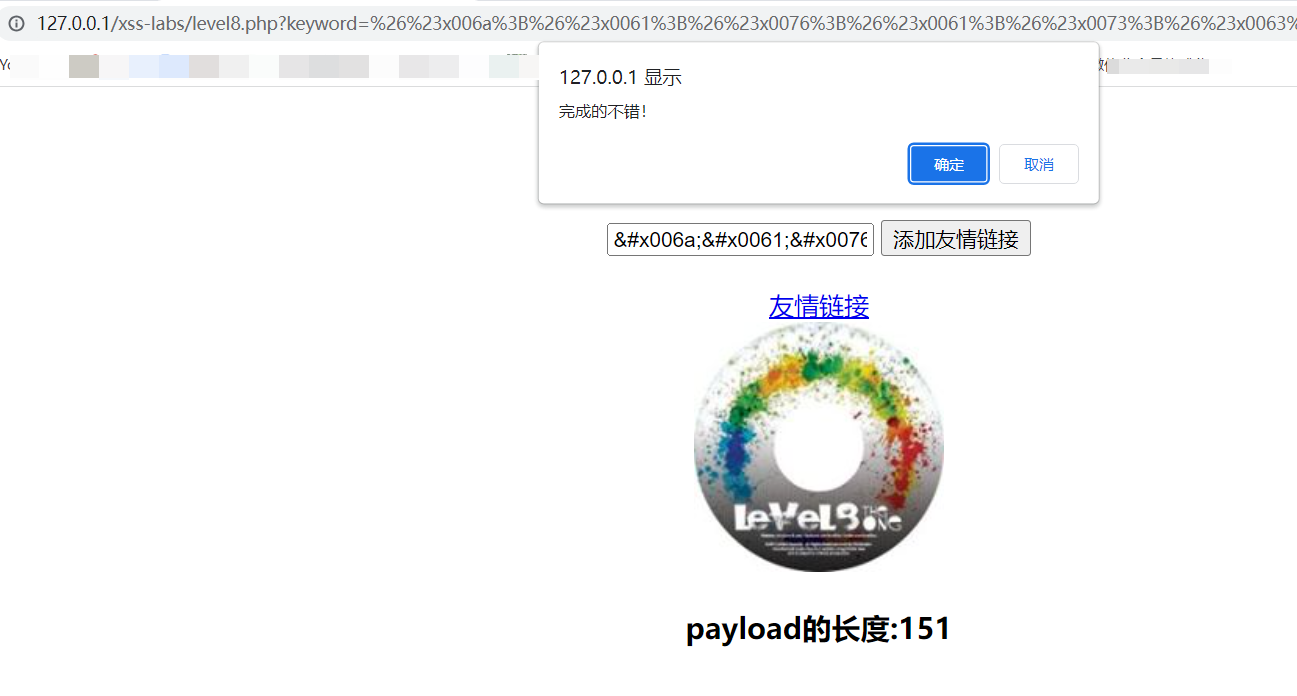 127.0.0.1/xss-labs/level8.php?keyword=%26%23x006a%3B%26%23x0061%3B%26%23x0076%3B%26%23x0061%3B%26%23x0073%3B%26%23x0063%
127.0.0.1 显示
完成的不错!
确定
取消
&#x006a;&#x0061;&#x0076
添加友情链接
友情链接
LeVeL8 THe ONG
payload的长度:151